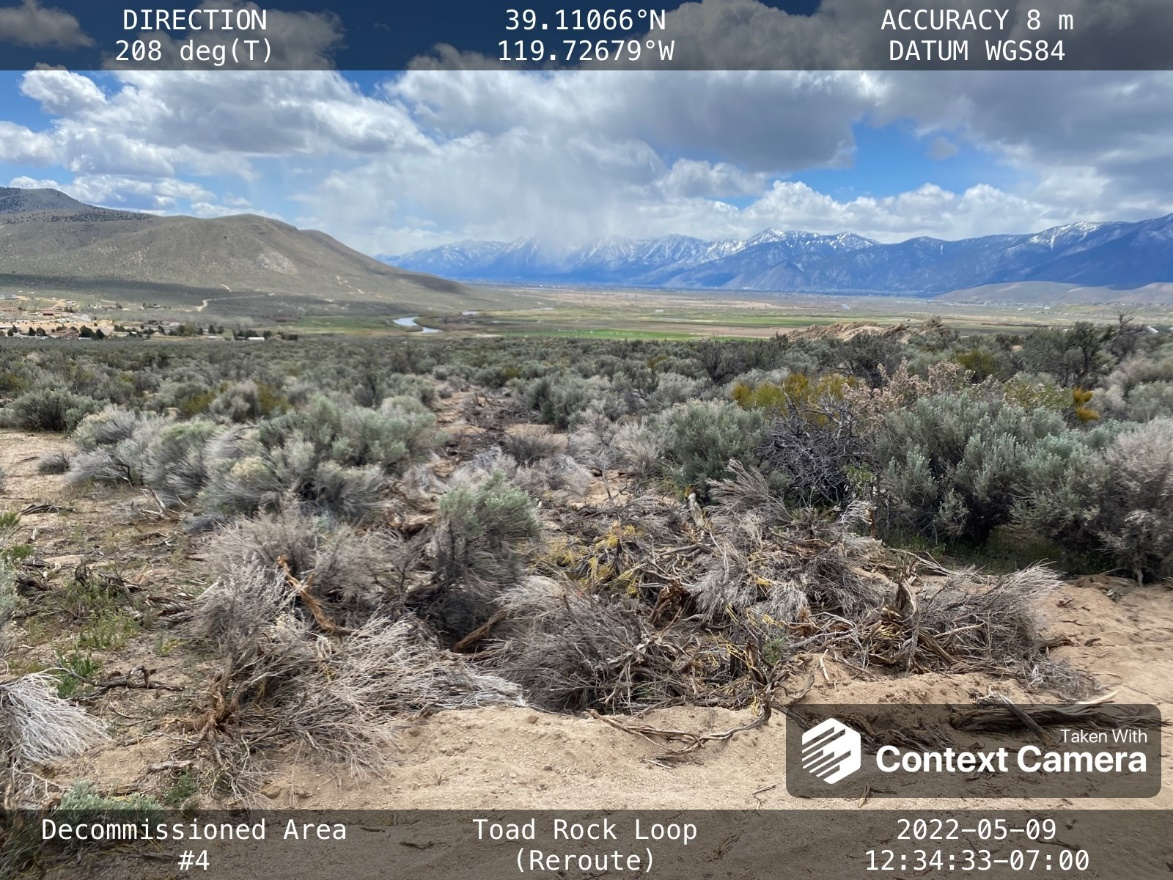 DIRECTION
208 deg(T)
39.11066°N
119.72679°W
ACCURACY 8 m
DATUM WGS84
Taken With
Context Camera
Decommissioned Area
#4
Toad Rock Loop
(Reroute)
2022-05-09
12:34:33-07:00